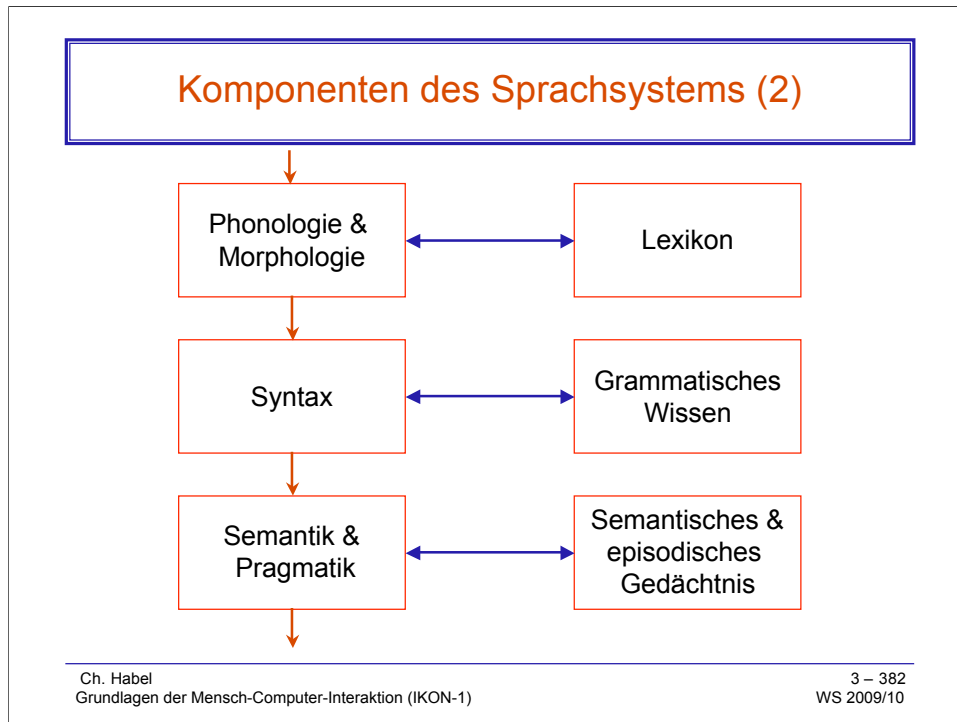 Komponenten des Sprachsystems (2)
Phonologie &
Morphologie
Lexikon
Syntax
Grammatisches
Wissen
Semantik &
Pragmatik
Semantisches &
episodisches
Gedächtnis
Ch. Habel
Grundlagen der Mensch-Computer-Interaktion (IKON-1)
3 – 382
WS 2009/10